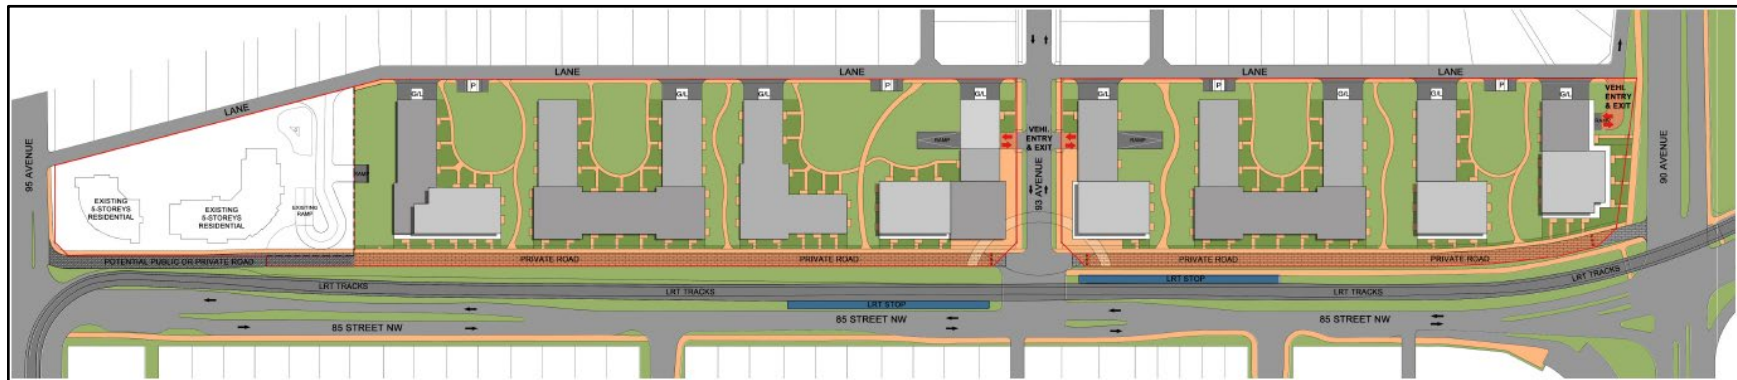 LANE
LANE
LANE
LANE
LANE
G/L
P
G/L
G/L
P
G/L
G/L
P
G/L
G/L
P
VEHI.
ENTRY
& EXIT
RAMP
VEHI.
ENTRY
& EXIT
RAMP
RAMP
95 AVENUE
93 AVENUE
90 AVENUE
EXISTING
5-STOREYS
RESIDENTIAL
EXISTING
5-STOREYS
RESIDENTIAL
EXISTING
RAMP
POTENTIAL PUBLIC OR PRIVATE ROAD
PRIVATE ROAD
PRIVATE ROAD
PRIVATE ROAD
PRIVATE ROAD
LRT TRACKS
LRT TRACKS
LRT STOP
LRT TRACKS
LRT TRACKS
LRT STOP
85 STREET NW
85 STREET NW
85 STREET NW